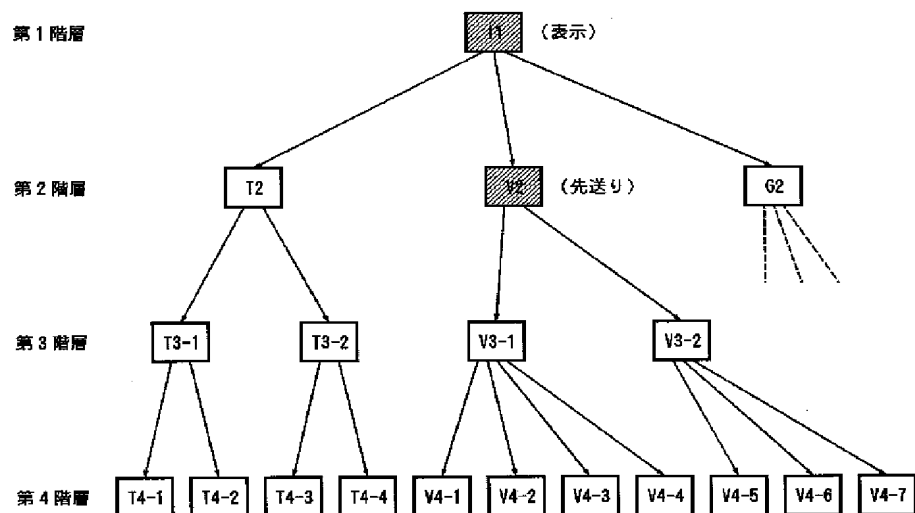 第1階層 I1 (表示)
第2階層 T2 V2 (先送り) G2
第3階層 T3-1 T3-2 V3-1 V3-2
第4階層 T4-1 T4-2 T4-3 T4-4 V4-1 V4-2 V4-3 V4-4 V4-5 V4-6 V4-7